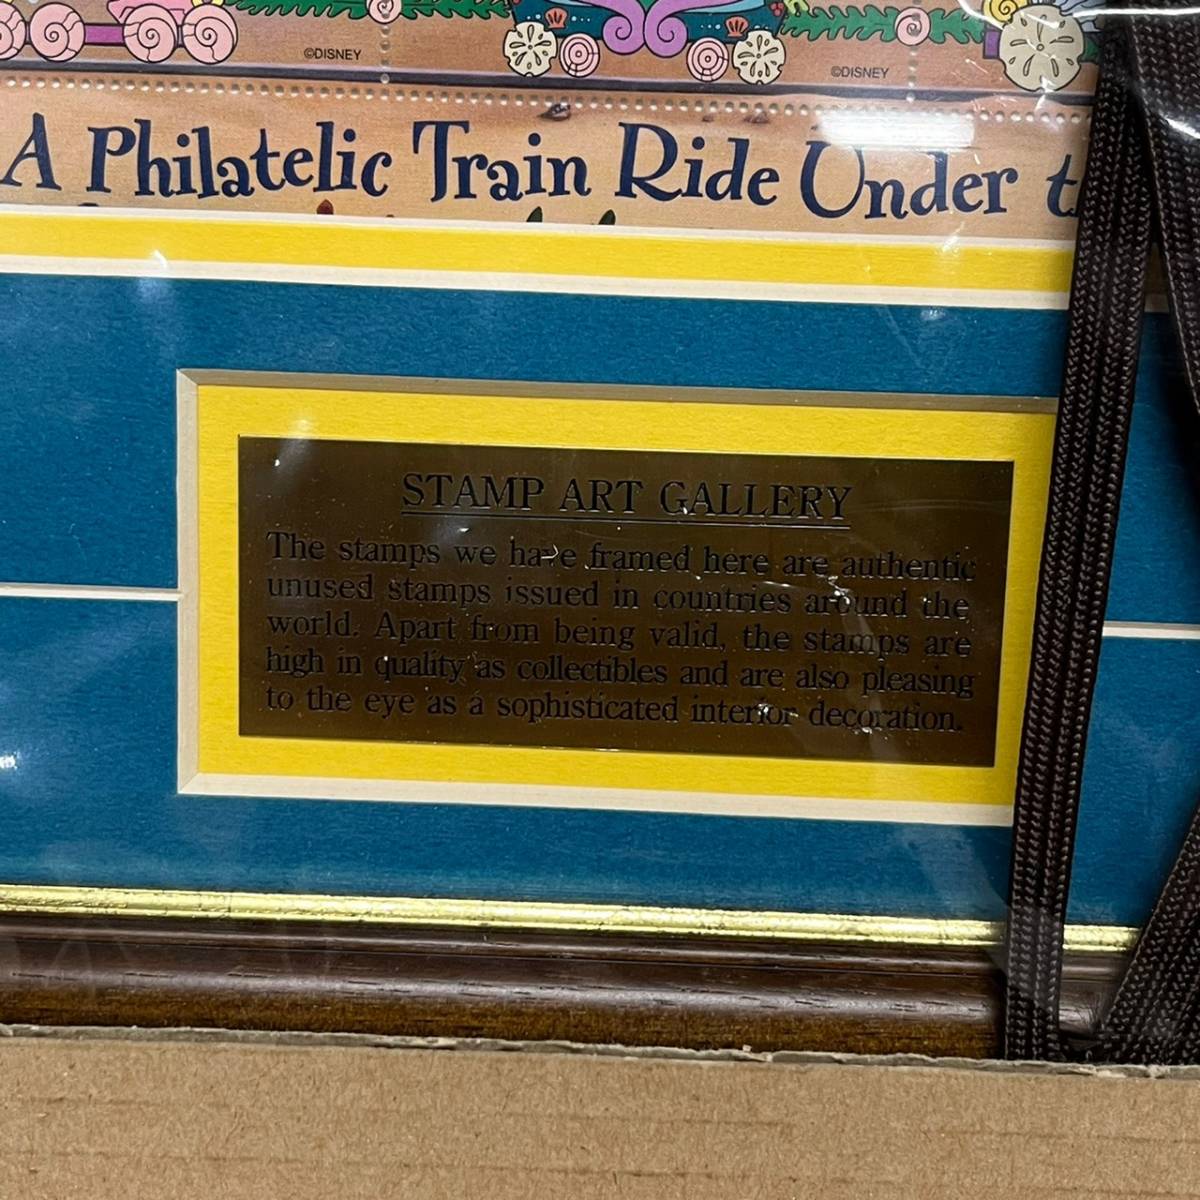 ©DISNEY
©DISNEY
A Philatelic Train Ride Under
STAMP ART GALLERY
The stamps we have framed here are authentic
unused stamps issued in countries around the
world. Apart from being valid, the stamps are
high in quality as collectibles and are also pleasing
to the eye as a sophisticated interior decoration.